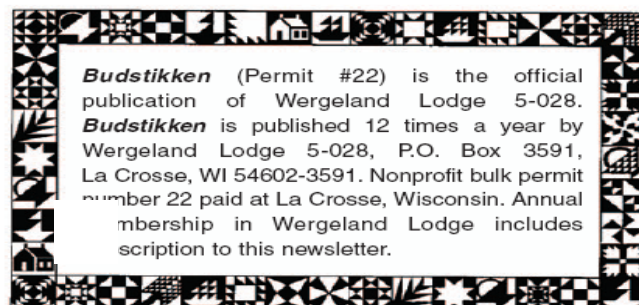 Budstikken (Permit #22) is the official
publication of Wergeland Lodge 5-028.
Budstikken is published 12 times a year by
Wergeland Lodge 5-028, P.O. Box 3591,
La Crosse, WI 54602-3591. Nonprofit bulk permit
number 22 paid at La Crosse, Wisconsin. Annual
mbership in Wergeland Lodge includes
scription to this newsletter.